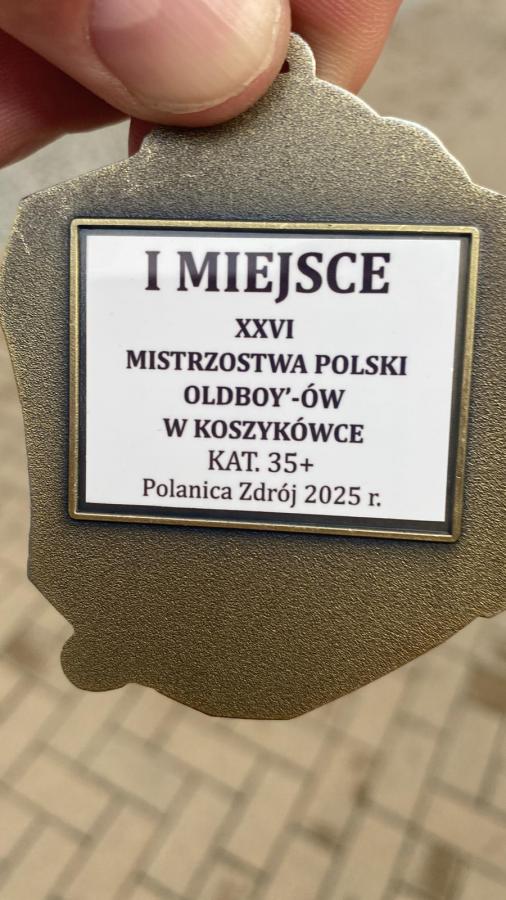 I MIEJSCE
XXVI
MISTRZOSTWA POLSKI
OLDBOY'-ÓW
W KOSZYKÓWCE
KAT. 35+
Polanica Zdrój 2025 r.